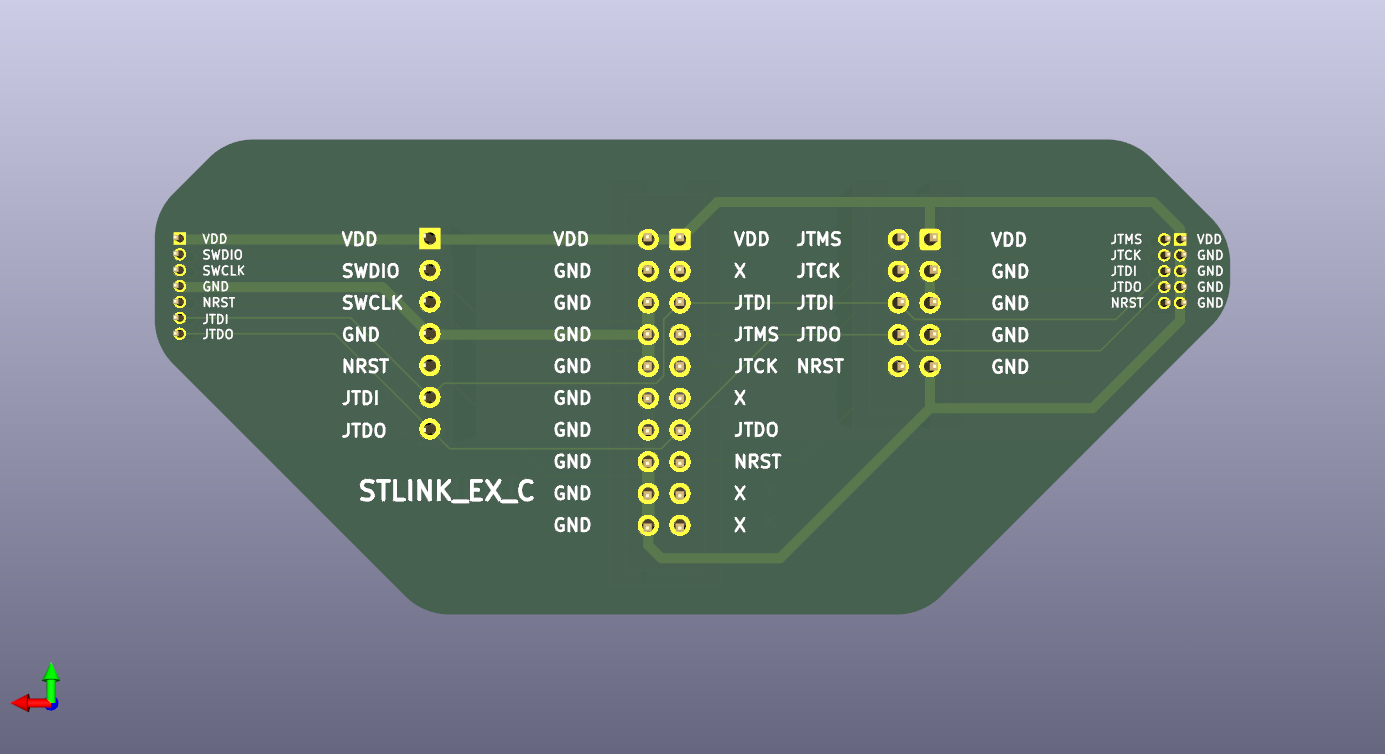 VDD
SWDIO
SWCLK
GND
NRST
JTDI
JTDO
VDD
SWDIO
SWCLK
GND
NRST
JTDI
JTDO
STLINK_EX_C
VDD
GND
GND
GND
GND
GND
GND
GND
GND
GND
VDD
X
JTDI
JTMS
JTCK
X
JTDO
NRST
X
X
JTMS
JTCK
JTDI
JTDO
NRST
VDD
GND
GND
GND
GND
JTMS
JTCK
JTDI
JTDO
NRST
VDD
GND
GND
GND
GND